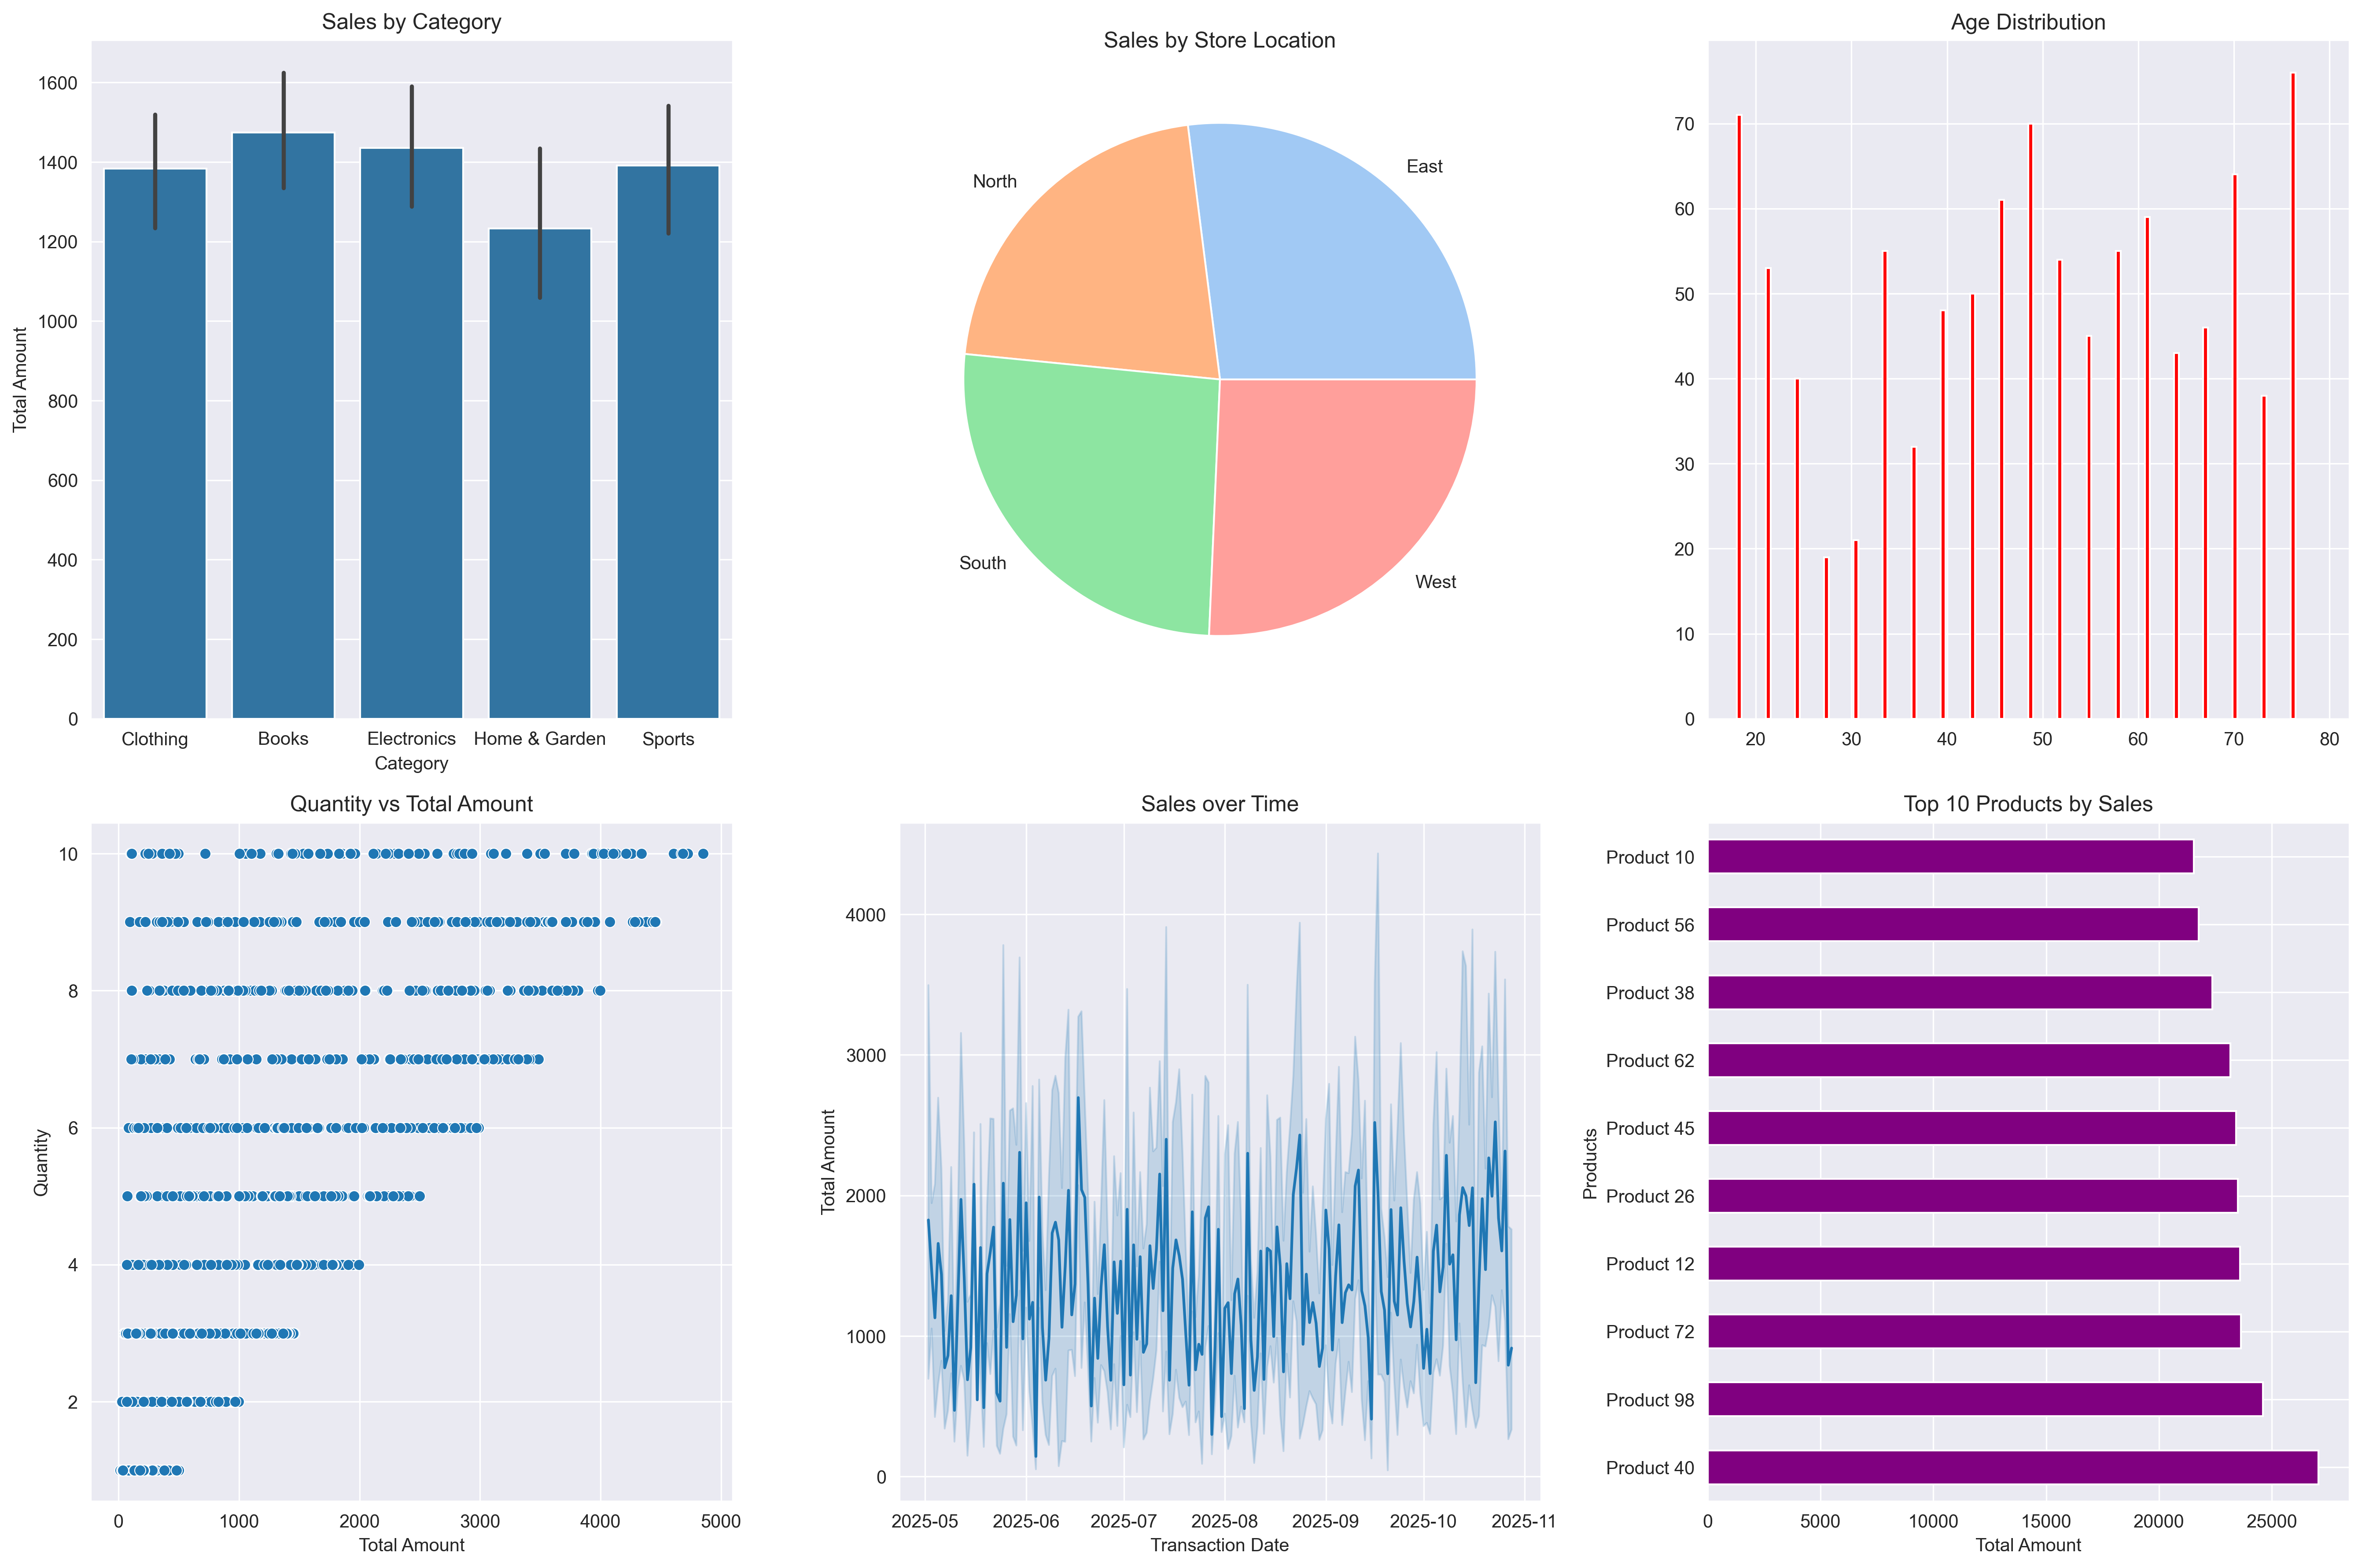 Sales by Category
1600
1400
1200
1000
800
600
400
200
0
Total Amount
Clothing Books Electronics Home & Garden Sports
Category
Sales by Store Location
East
North
South
West
Age Distribution
70
60
50
40
30
20
10
0
20 30 40 50 60 70 80
Quantity vs Total Amount
10
8
6
4
2
Quantity
0 1000 2000 3000 4000 5000
Total Amount
Sales over Time
4000
3000
2000
1000
0
Total Amount
2025-05 2025-06 2025-07 2025-08 2025-09 2025-10 2025-11
Transaction Date
Top 10 Products by Sales
Product 10
Product 56
Product 38
Product 62
Product 45
Product 26
Product 12
Product 72
Product 98
Product 40
Products
0 5000 10000 15000 20000 25000
Total Amount